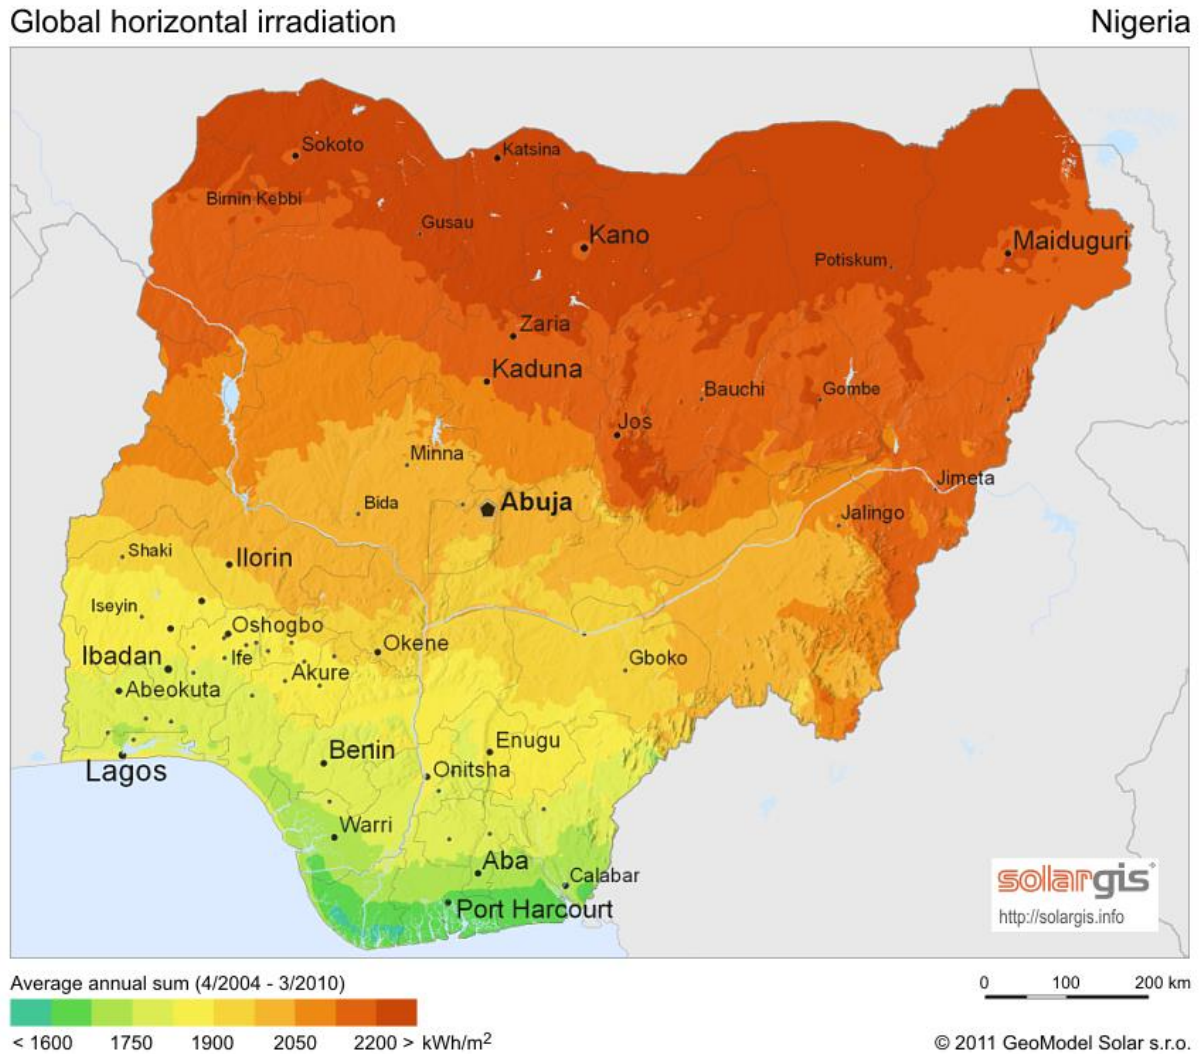 Global horizontal irradiation
Nigeria
Sokoto
Katsina
Birnin Kebbi
Gusau
Kano
Maiduguri
Potiskum
Zaria
Kaduna
Bauchi
Gombe
Jos
Minna
Jimeta
Bida
Abuja
Jalingo
Shaki
Ilorin
Iseyin
Oshogbo
Okene
Ibadan
Ife
Gboko
Akure
Abeokuta
Benin
Enugu
Lagos
Onitsha
Warri
Aba
Calabar
Port Harcourt
solargis
http://solargis.info
Average annual sum (4/2004 - 3/2010)
0 100 200 km
< 1600 1750 1900 2050 2200 > kWh/m²
© 2011 GeoModel Solar s.r.o.